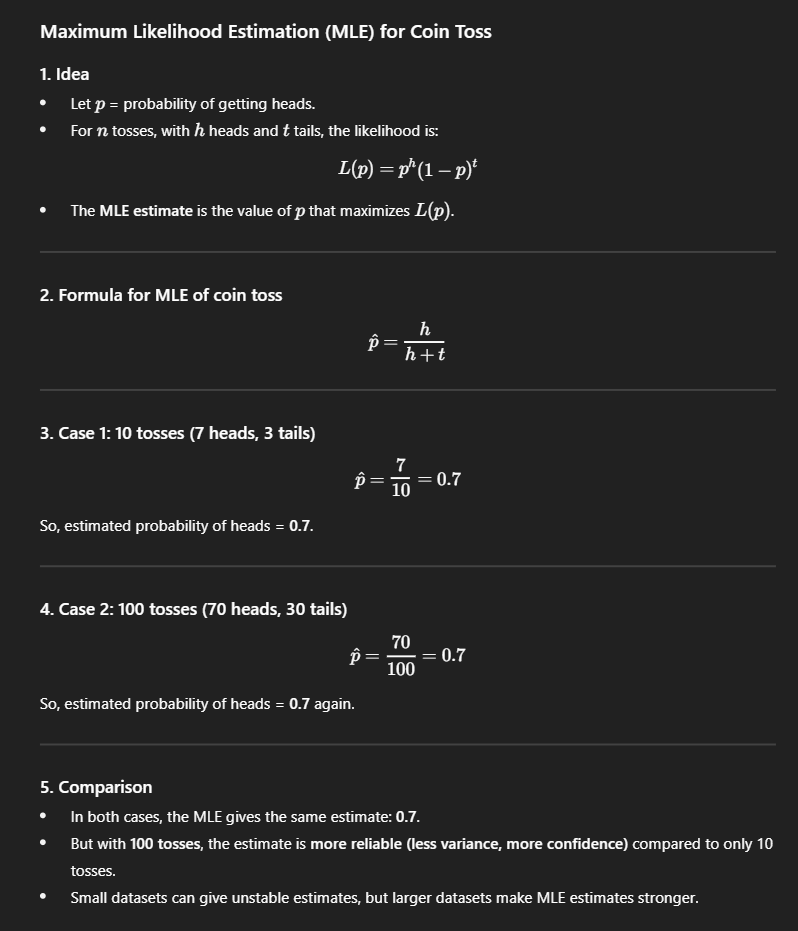 Maximum Likelihood Estimation (MLE) for Coin Toss
1. Idea
• Let p = probability of getting heads.
• For n tosses, with h heads and t tails, the likelihood is:
L(p) = pʰ(1 − p)ᵗ
• The MLE estimate is the value of p that maximizes L(p).
2. Formula for MLE of coin toss
p̂ = h / (h + t)
3. Case 1: 10 tosses (7 heads, 3 tails)
p̂ = 7/10 = 0.7
So, estimated probability of heads = 0.7.
4. Case 2: 100 tosses (70 heads, 30 tails)
p̂ = 70/100 = 0.7
So, estimated probability of heads = 0.7 again.
5. Comparison
• In both cases, the MLE gives the same estimate: 0.7.
• But with 100 tosses, the estimate is more reliable (less variance, more confidence) compared to only 10
tosses.
• Small datasets can give unstable estimates, but larger datasets make MLE estimates stronger.